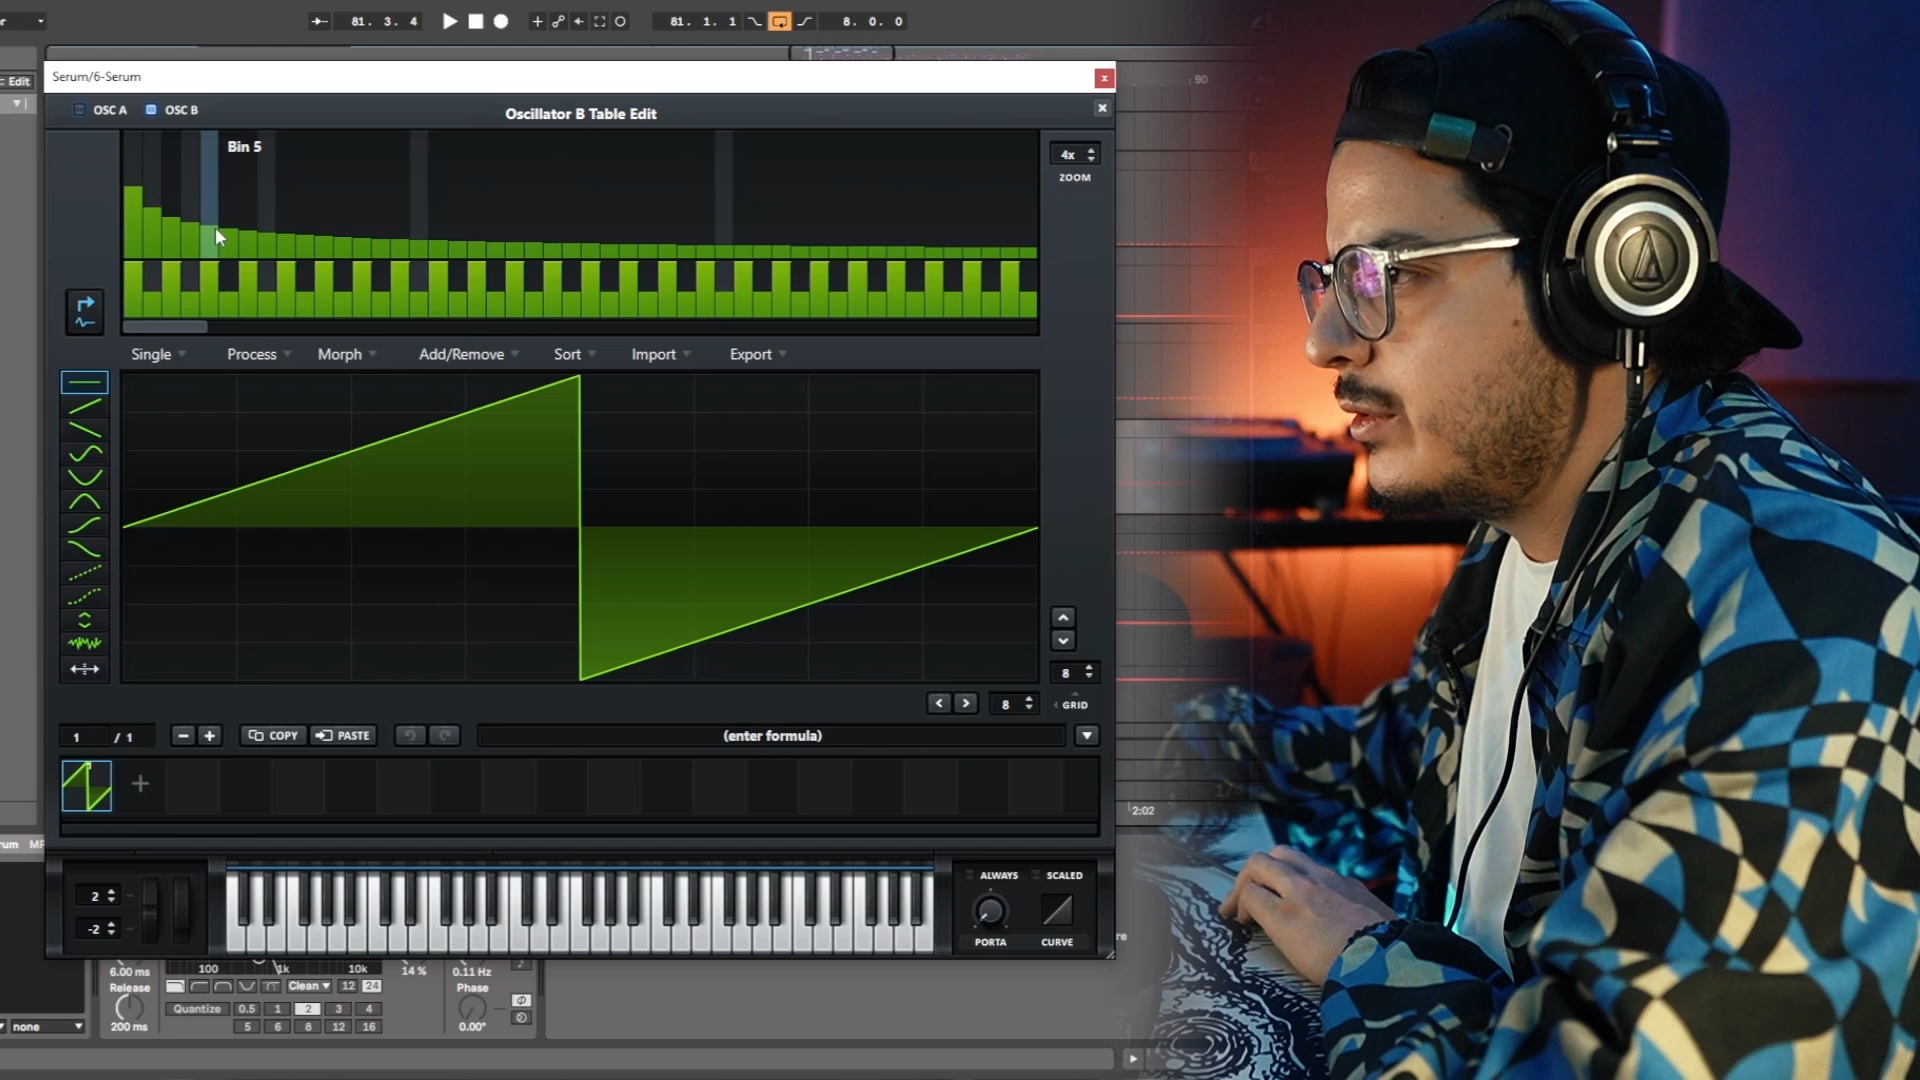 81. 3. 4
81. 1. 1
8. 0. 0
Edit
Serum/6-Serum
90
OSC A
OSC B
Oscillator B Table Edit
Bin 5
4x
ZOOM
Single
Process
Morph
Add/Remove
Sort
Import
Export
8
8
GRID
1 / 1
COPY
PASTE
(enter formula)
2:02
ALWAYS
SCALED
2
-2
PORTA
CURVE
6.00 ms
100
1k
10k
14 %
0.11 Hz
Release
Clean
12
24
Phase
Quantize
0.5
1
2
3
4
none
200 ms
5
6
8
12
16
0.00°